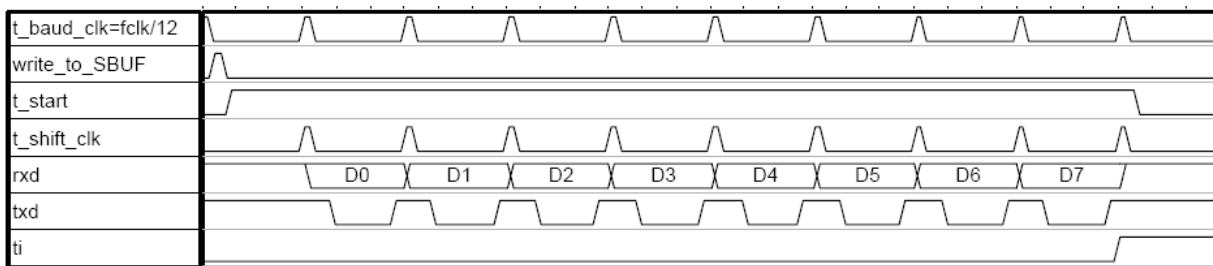 t_baud_clk=fclk/12
write_to_SBUF
t_start
t_shift_clk
rxd D0 D1 D2 D3 D4 D5 D6 D7
txd
ti